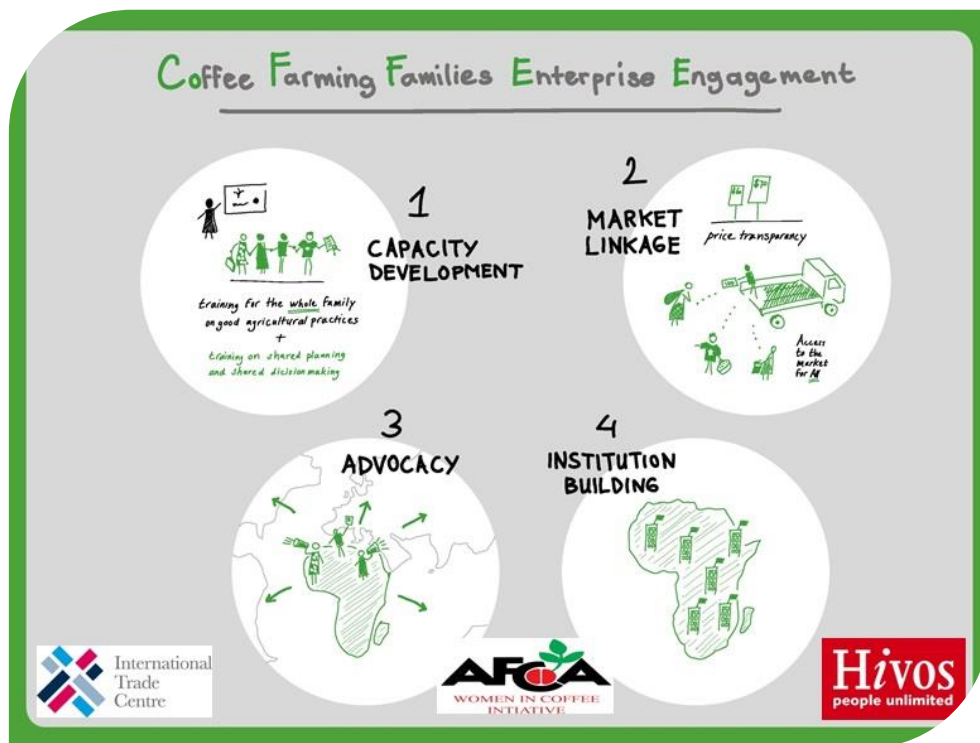 Coffee Farming Families Enterprise Engagement
1
CAPACITY
DEVELOPMENT
training for the whole family
on good agricultural practices
+
training on shared planning
and shared dicision making
2
MARKET
LINKAGE
price transparency
Access
to the
market
for All
3
ADVOCACY
4
INSTITUTION
BUILDING
International
Trade
Centre
AFCA
WOMEN IN COFFEE
INTIATIVE
Hivos
people unlimited